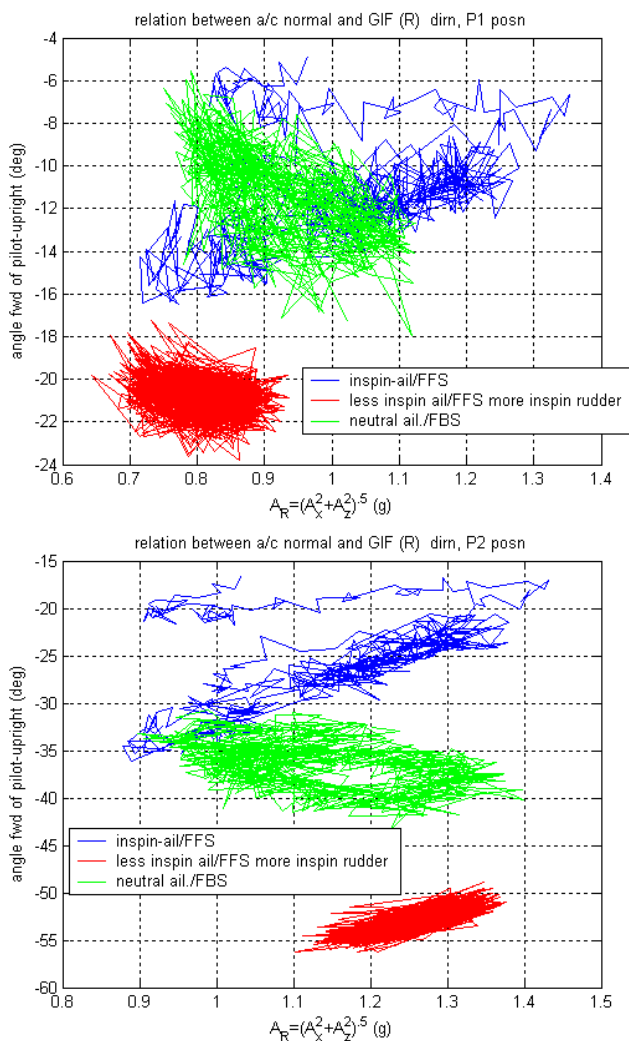 relation between a/c normal and GIF (R) dirn, P1 posn
-4
-6
-8
-10
-12
-14
-16
-18
-20
-22
-24
angle fwd of pilot-upright (deg)
inspin-ail/FFS
less inspin ail/FFS more inspin rudder
neutral ail./FBS
0.6 0.7 0.8 0.9 1 1.1 1.2 1.3 1.4
A_R=(A_x^2+A_z^2)^.5 (g)
relation between a/c normal and GIF (R) dirn, P2 posn
-15
-20
-25
-30
-35
-40
-45
-50
-55
-60
angle fwd of pilot-upright (deg)
inspin-ail/FFS
less inspin ail/FFS more inspin rudder
neutral ail./FBS
0.8 0.9 1 1.1 1.2 1.3 1.4 1.5
A_R=(A_x^2+A_z^2)^.5 (g)